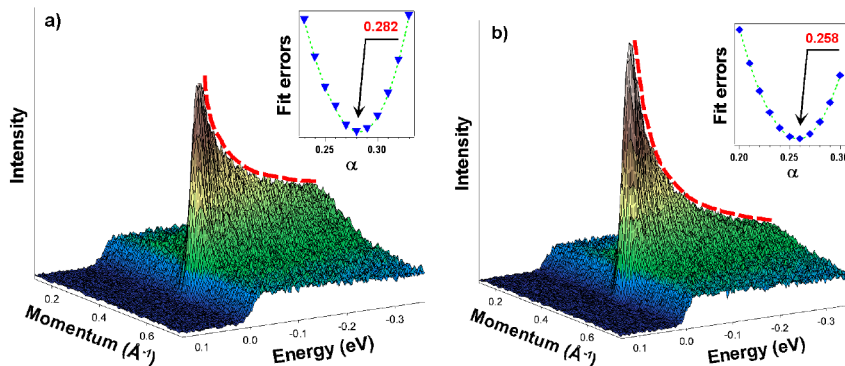 a)
0.282
Fit errors
0.25 0.30
α
Intensity
0.2
0.4
0.6
Momentum (Å⁻¹)
0.1 0.0 -0.1 -0.2 -0.3
Energy (eV)
b)
0.258
Fit errors
0.20 0.25 0.30
α
Intensity
0.2
0.4
0.6
Momentum (Å⁻¹)
0.1 0.0 -0.1 -0.2 -0.3
Energy (eV)